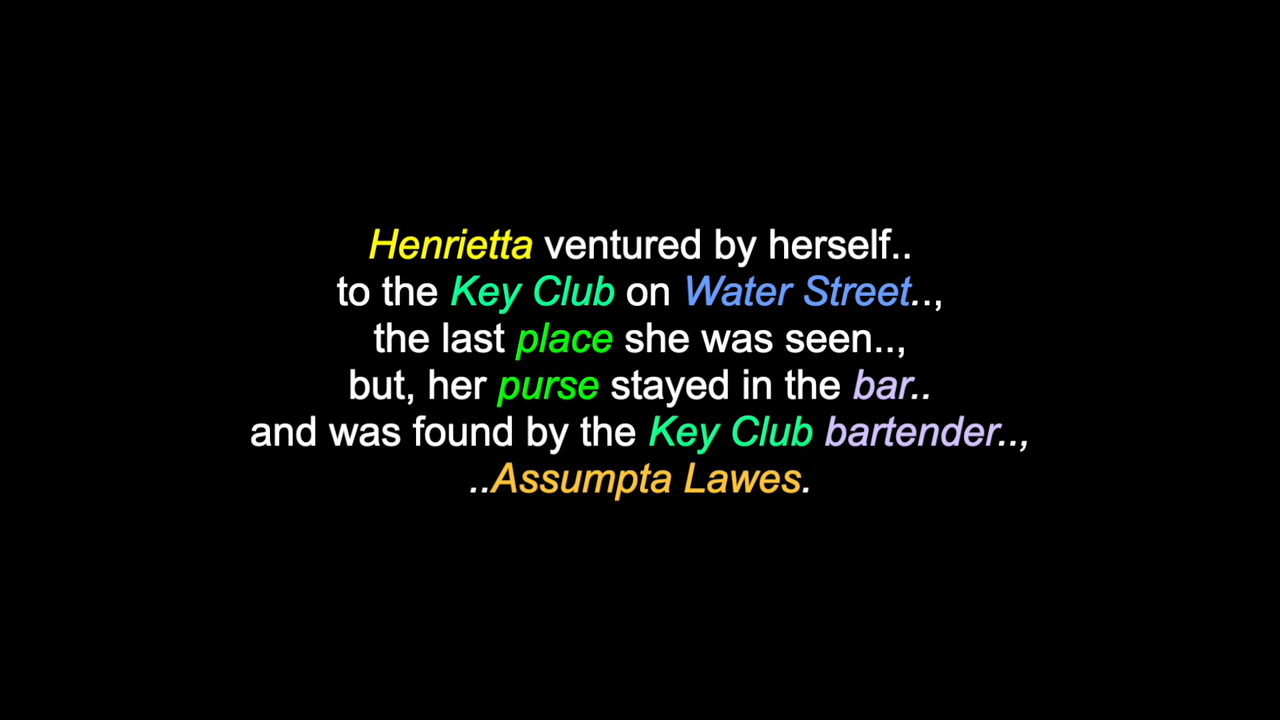 Henrietta ventured by herself..
to the Key Club on Water Street..,
the last place she was seen..,
but, her purse stayed in the bar..
and was found by the Key Club bartender..,
..Assumpta Lawes.